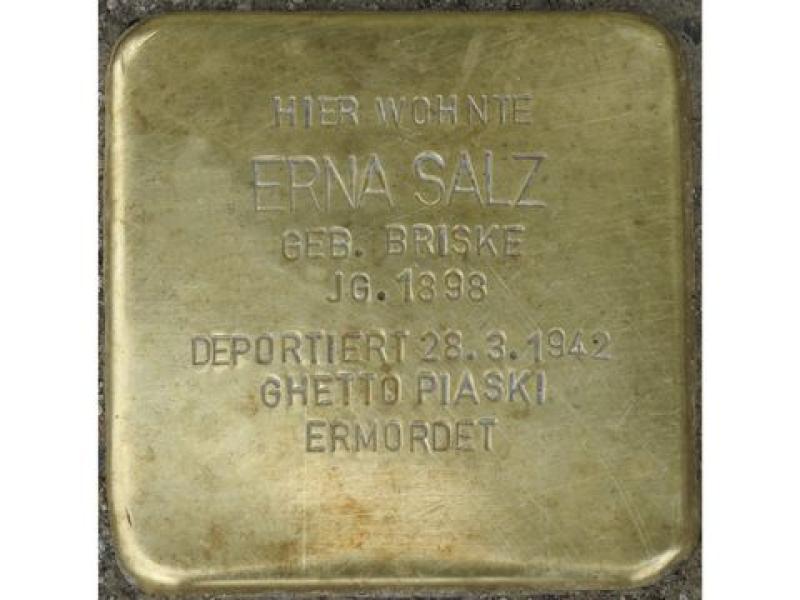 HIER WOHNTE
ERNA SALZ
GEB. BRISKE
JG. 1898
DEPORTIERT 28.3.1942
GHETTO PIASKI
ERMORDET